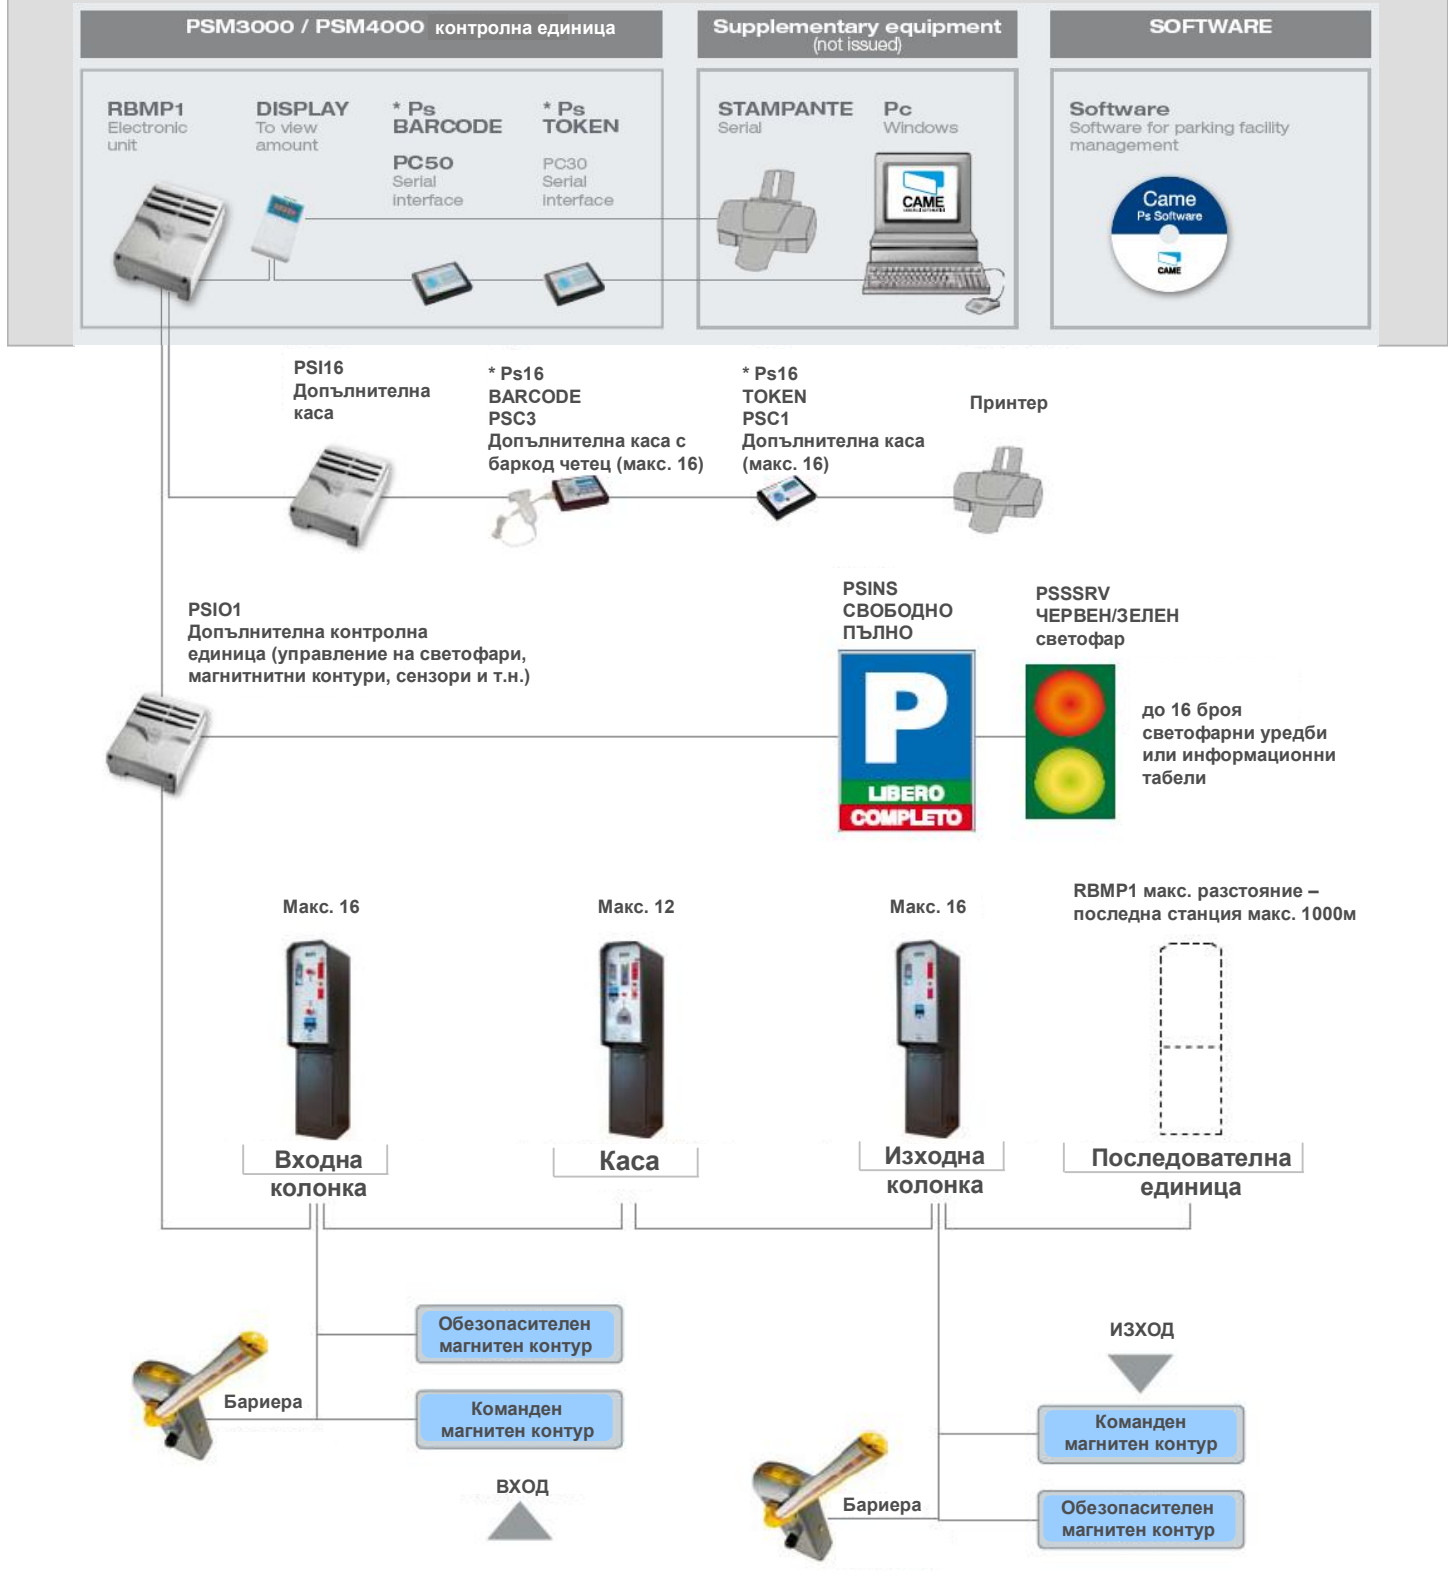 PSM3000 / PSM4000 контролна единица
Supplementary equipment
(not issued)
SOFTWARE
RBMP1
Electronic
unit
DISPLAY
To view
amount
* Ps
BARCODE
PC50
Serial
interface
* Ps
TOKEN
PC30
Serial
interface
STAMPANTE
Serial
Pc
Windows
CAME
Software
Software for parking facility
management
Came
Ps Software
CAME
PSI16
Допълнителна
каса
* Ps16
BARCODE
PSC3
Допълнителна каса с
баркод четец (макс. 16)
* Ps16
TOKEN
PSC1
Допълнителна каса
(макс. 16)
Принтер
PSIO1
Допълнителна контролна
единица (управление на светофари,
магнитнитни контури, сензори и т.н.)
PSINS
СВОБОДНО
ПЪЛНО
P
LIBERO
COMPLETO
PSSSRV
ЧЕРВЕН/ЗЕЛЕН
светофар
до 16 броя
светофарни уредби
или информационни
табели
Макс. 16
Макс. 12
Макс. 16
RBMP1 макс. разстояние –
последна станция макс. 1000м
Входна
колонка
Каса
Изходна
колонка
Последователна
единица
Обезопасителен
магнитен контур
Бариера
Команден
магнитен контур
ВХОД
ИЗХОД
Команден
магнитен контур
Бариера
Обезопасителен
магнитен контур